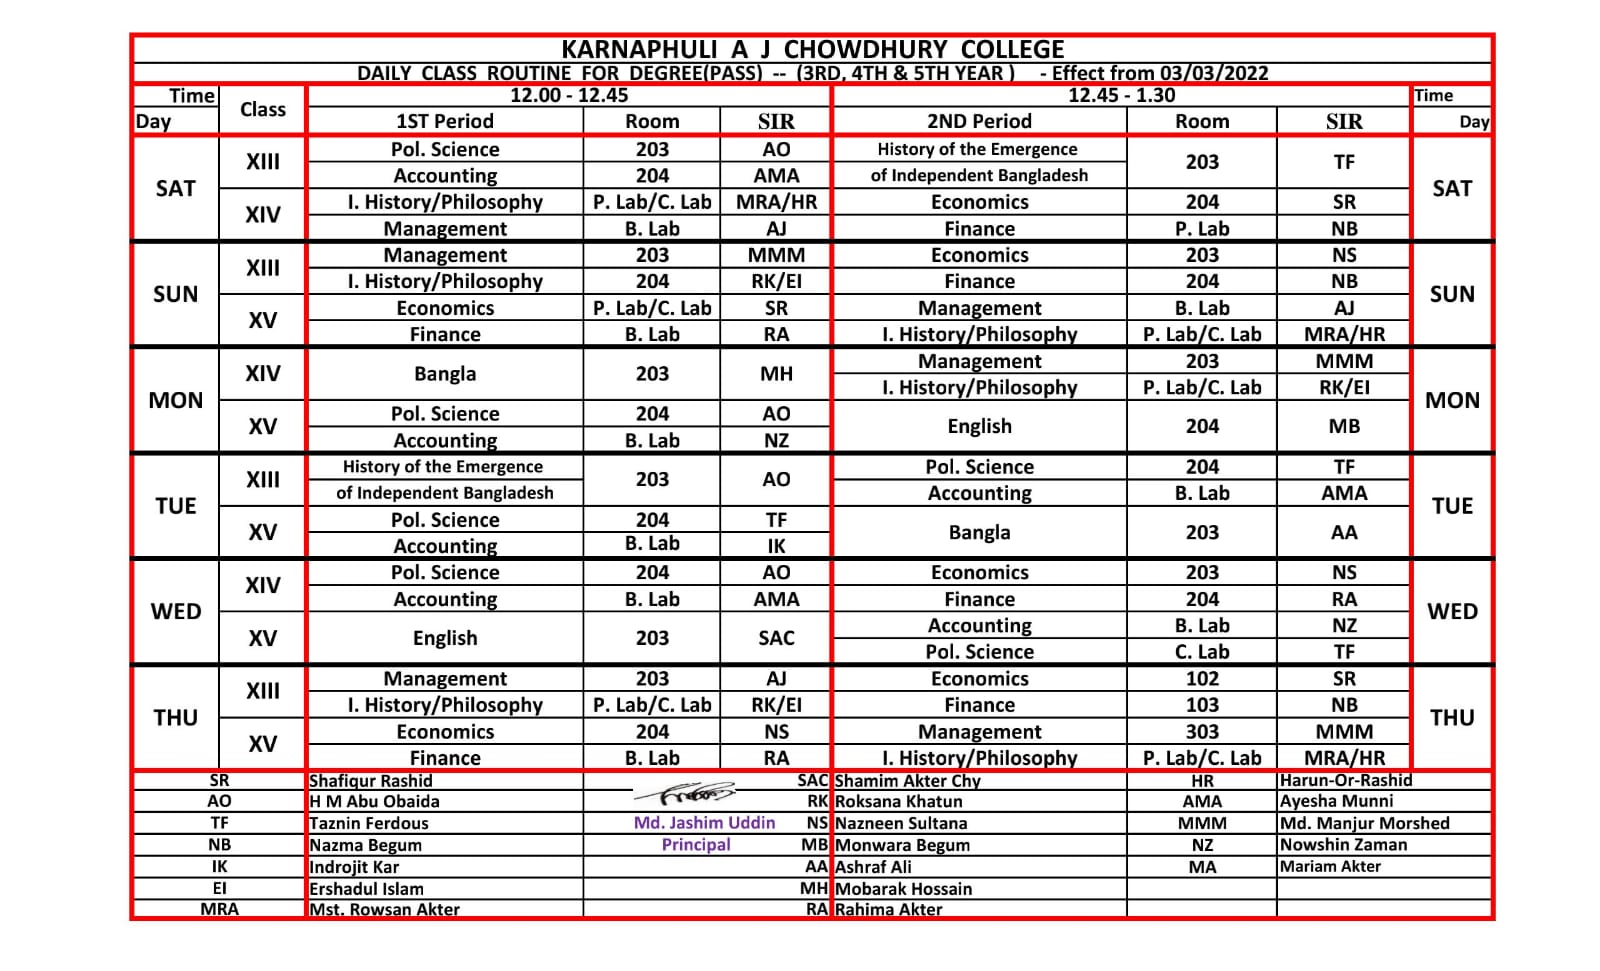 KARNAPHULI A J CHOWDHURY COLLEGE
DAILY CLASS ROUTINE FOR DEGREE(PASS) -- (3RD, 4TH & 5TH YEAR ) - Effect from 03/03/2022
Time Class 12.00 - 12.45 12.45 - 1.30 Time
Day 1ST Period Room SIR 2ND Period Room SIR Day
SAT XIII Pol. Science 203 AO History of the Emergence 203 TF SAT
Accounting 204 AMA of Independent Bangladesh
XIV I. History/Philosophy P. Lab/C. Lab MRA/HR Economics 204 SR
Management B. Lab AJ Finance P. Lab NB
SUN XIII Management 203 MMM Economics 203 NS SUN
I. History/Philosophy 204 RK/EI Finance 204 NB
XV Economics P. Lab/C. Lab SR Management B. Lab AJ
Finance B. Lab RA I. History/Philosophy P. Lab/C. Lab MRA/HR
MON XIV Bangla 203 MH Management 203 MMM MON
I. History/Philosophy P. Lab/C. Lab RK/EI
XV Pol. Science 204 AO English 204 MB
Accounting B. Lab NZ
TUE XIII History of the Emergence 203 AO Pol. Science 204 TF TUE
of Independent Bangladesh Accounting B. Lab AMA
XV Pol. Science 204 TF Bangla 203 AA
Accounting B. Lab IK
WED XIV Pol. Science 204 AO Economics 203 NS WED
Accounting B. Lab AMA Finance 204 RA
XV English 203 SAC Accounting B. Lab NZ
Pol. Science C. Lab TF
THU XIII Management 203 AJ Economics 102 SR THU
I. History/Philosophy P. Lab/C. Lab RK/EI Finance 103 NB
XV Economics 204 NS Management 303 MMM
Finance B. Lab RA I. History/Philosophy P. Lab/C. Lab MRA/HR
SR Shafiqur Rashid SAC Shamim Akter Chy HR Harun-Or-Rashid
AO H M Abu Obaida RK Roksana Khatun AMA Ayesha Munni
TF Taznin Ferdous Md. Jashim Uddin NS Nazneen Sultana MMM Md. Manjur Morshed
NB Nazma Begum Principal MB Monwara Begum NZ Nowshin Zaman
IK Indrojit Kar AA Ashraf Ali MA Mariam Akter
EI Ershadul Islam MH Mobarak Hossain
MRA Mst. Rowsan Akter RA Rahima Akter